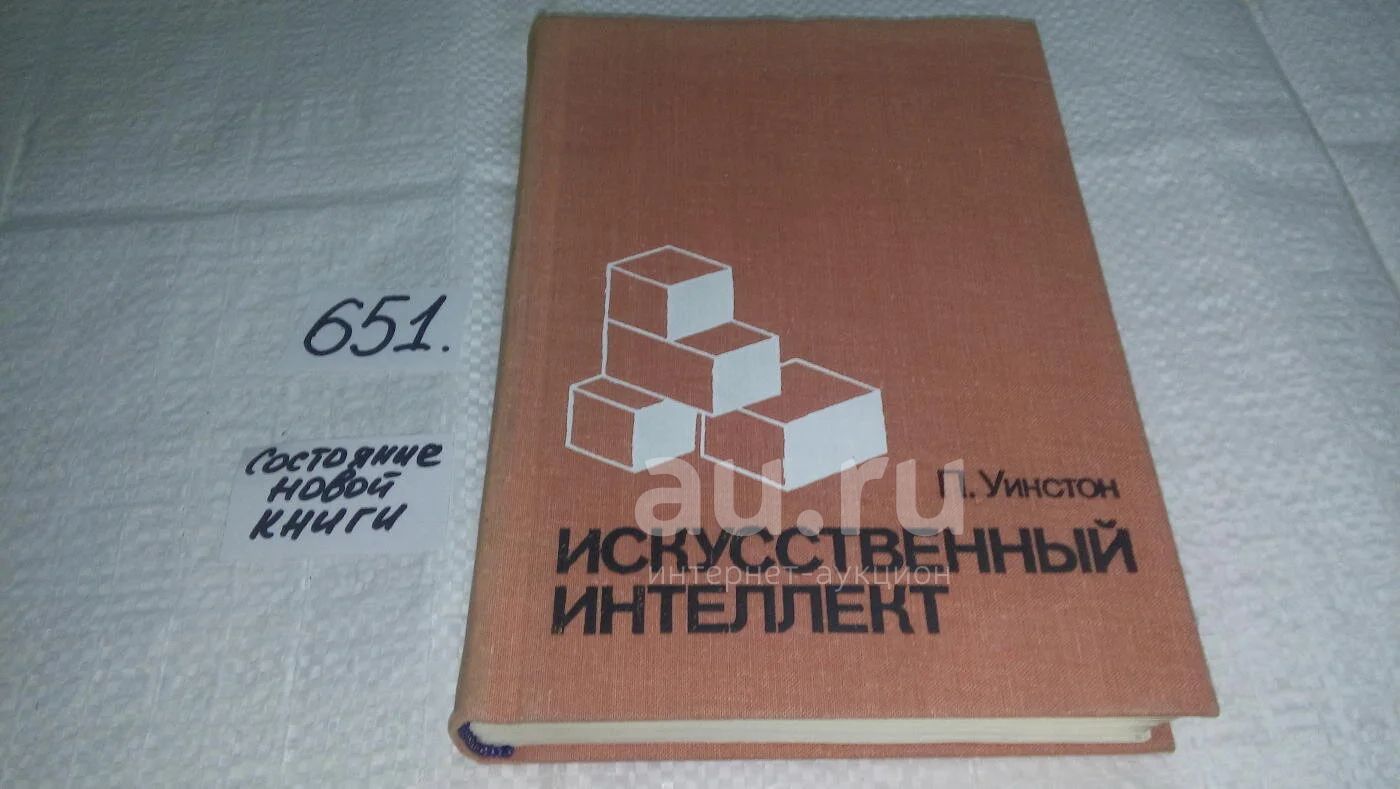 651.
состояние
новой
книги
П. Уинстон
ИСКУССТВЕННЫЙ
ИНТЕЛЛЕКТ
au.ru
интернет аукцион